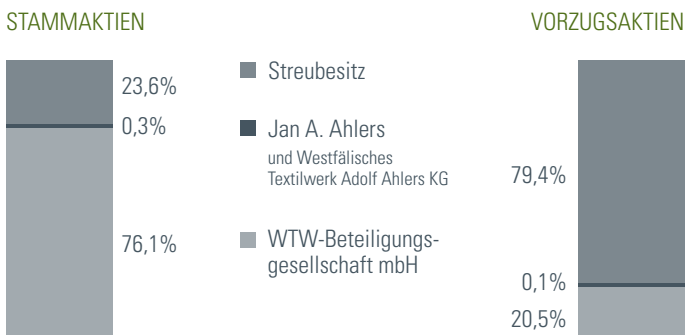 STAMMAKTIEN
23,6%
0,3%
76,1%
Streubesitz
Jan A. Ahlers
und Westfälisches
Textilwerk Adolf Ahlers KG
WTW-Beteiligungs-
gesellschaft mbH
VORZUGSAKTIEN
79,4%
0,1%
20,5%